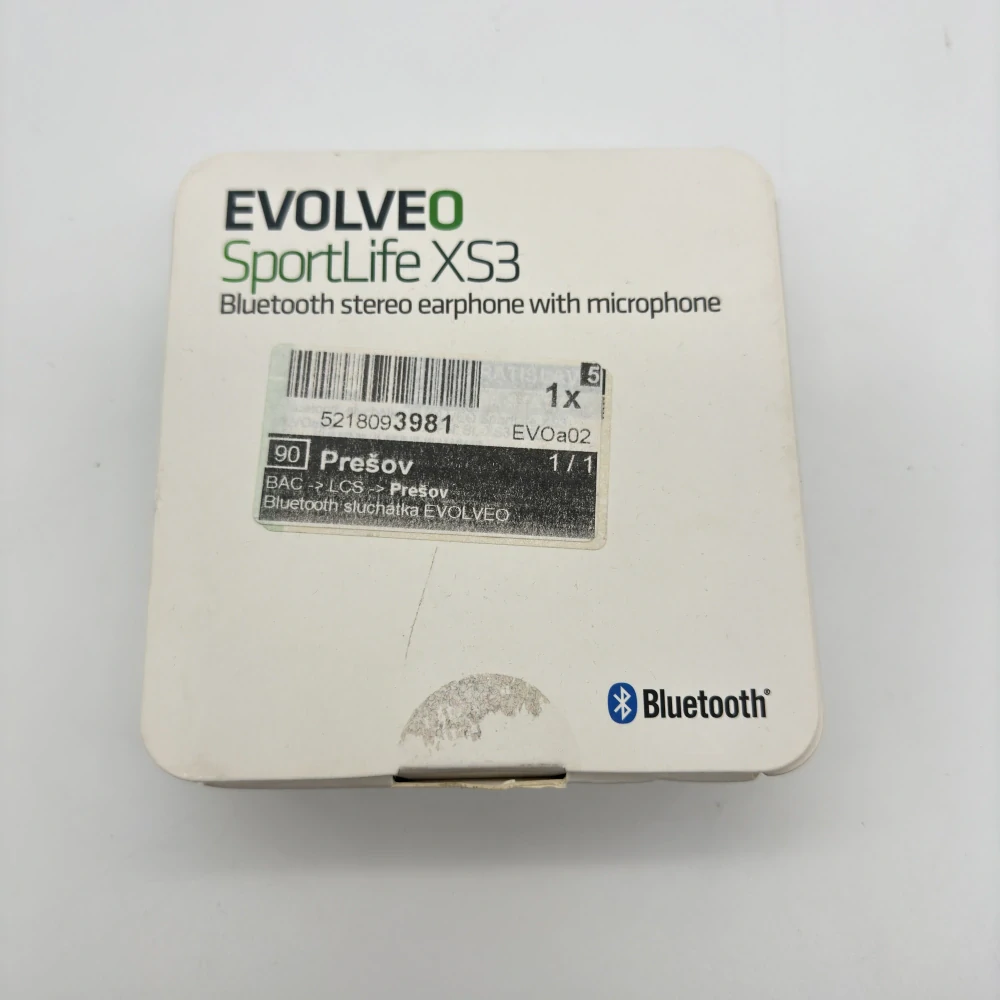 EVOLVEO
SportLife XS3
Bluetooth stereo earphone with microphone
5
1x
5218093981
EVOa02
90 Prešov 1 / 1
BAC -> LCS -> Prešov
Bluetooth sluchátka EVOLVEO
Bluetooth®